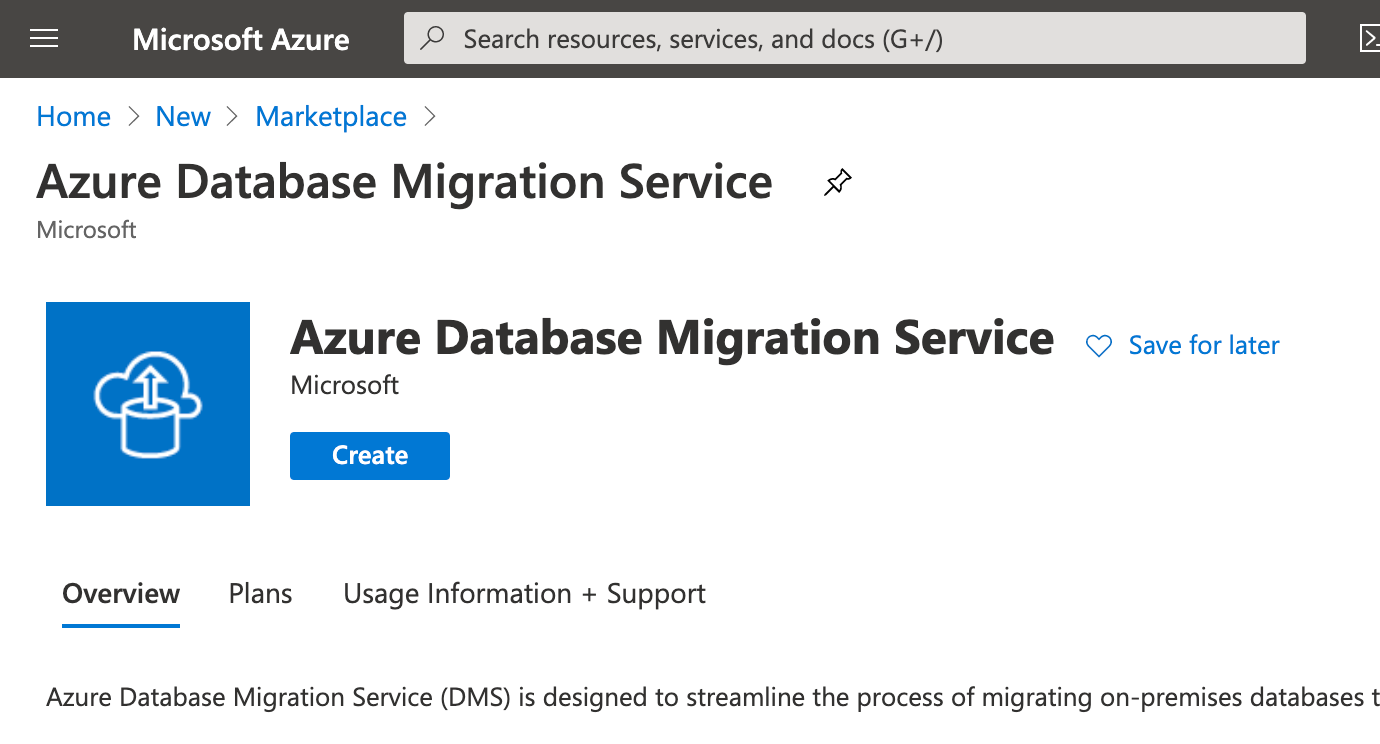 Microsoft Azure
Search resources, services, and docs (G+/)
Home > New > Marketplace >
Azure Database Migration Service
Microsoft
Azure Database Migration Service
Save for later
Microsoft
Create
Overview Plans Usage Information + Support
Azure Database Migration Service (DMS) is designed to streamline the process of migrating on-premises databases